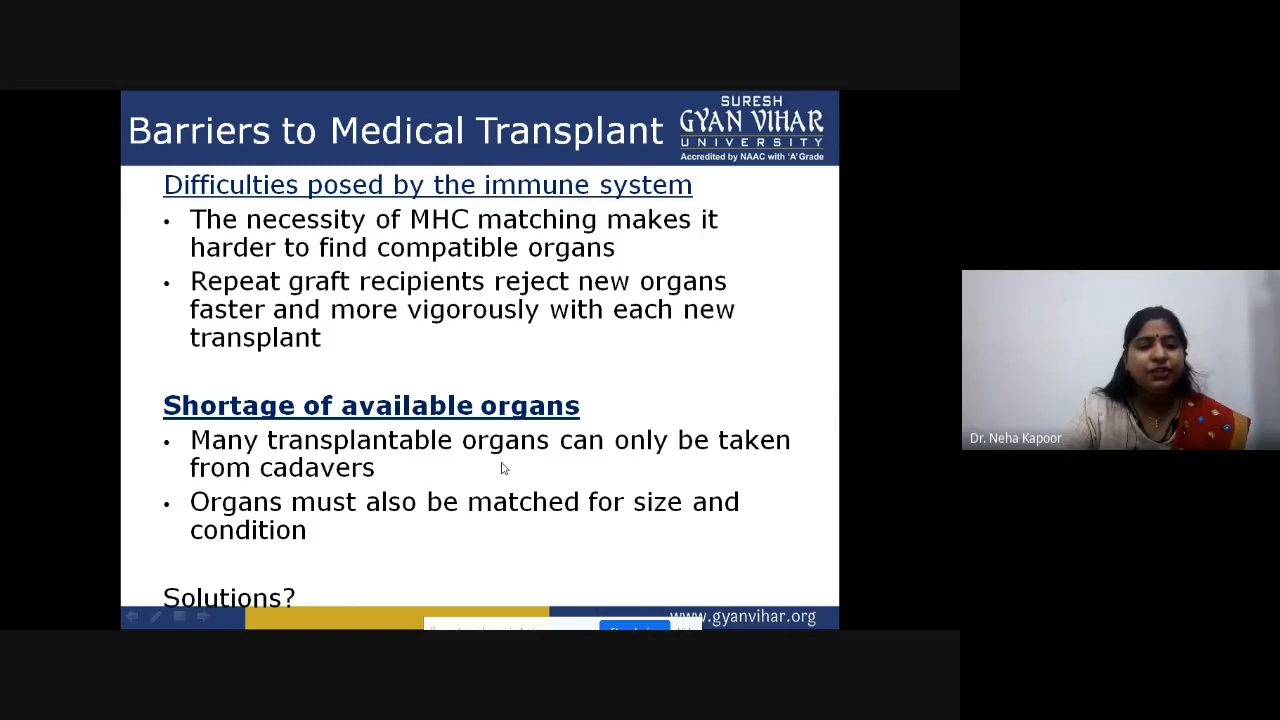 Barriers to Medical Transplant
SURESH
GYAN VIHAR
UNIVERSITY
Accredited by NAAC with 'A' Grade
Difficulties posed by the immune system
• The necessity of MHC matching makes it
harder to find compatible organs
• Repeat graft recipients reject new organs
faster and more vigorously with each new
transplant
Shortage of available organs
• Many transplantable organs can only be taken
from cadavers
• Organs must also be matched for size and
condition
Solutions?
www.gyanvihar.org
Dr. Neha Kapoor